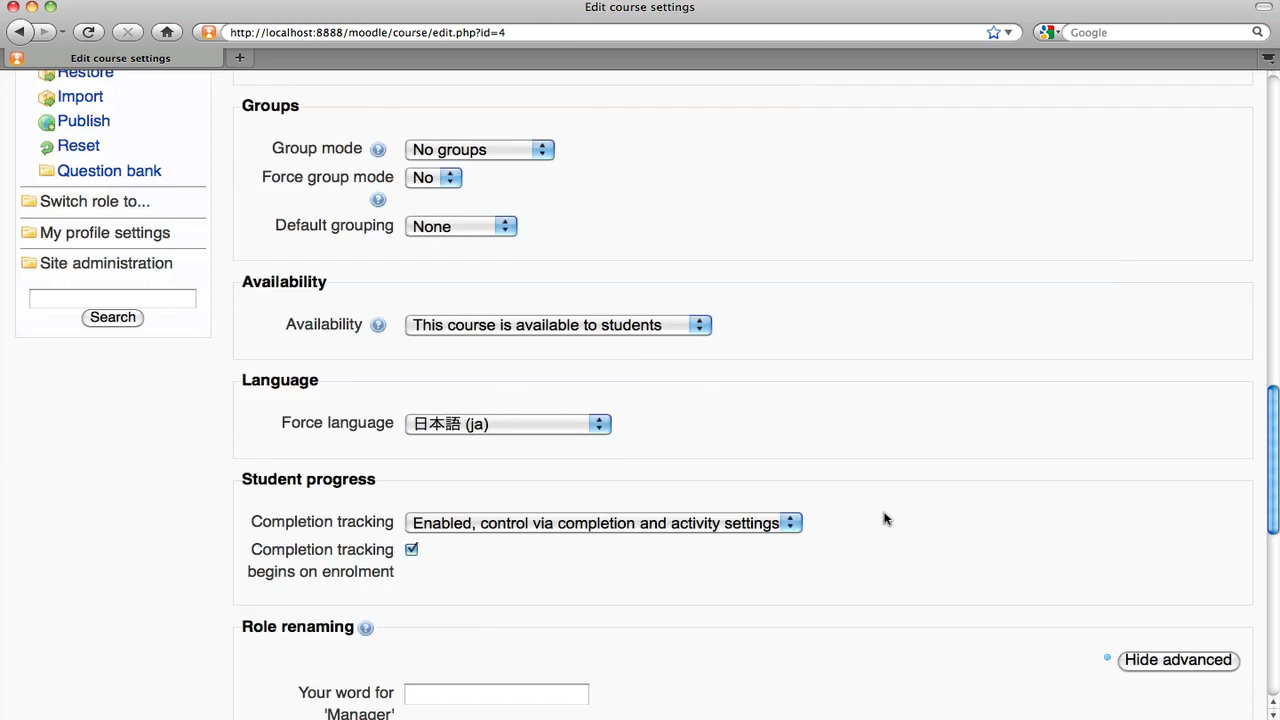 Edit course settings
http://localhost:8888/moodle/course/edit.php?id=4
Google
Edit course settings
Restore
Import
Publish
Reset
Question bank
Switch role to...
My profile settings
Site administration
Search
Groups
Group mode
No groups
Force group mode
No
Default grouping
None
Availability
Availability
This course is available to students
Language
Force language
日本語 (ja)
Student progress
Completion tracking
Enabled, control via completion and activity settings
Completion tracking
begins on enrolment
Role renaming
Hide advanced
Your word for
'Manager'